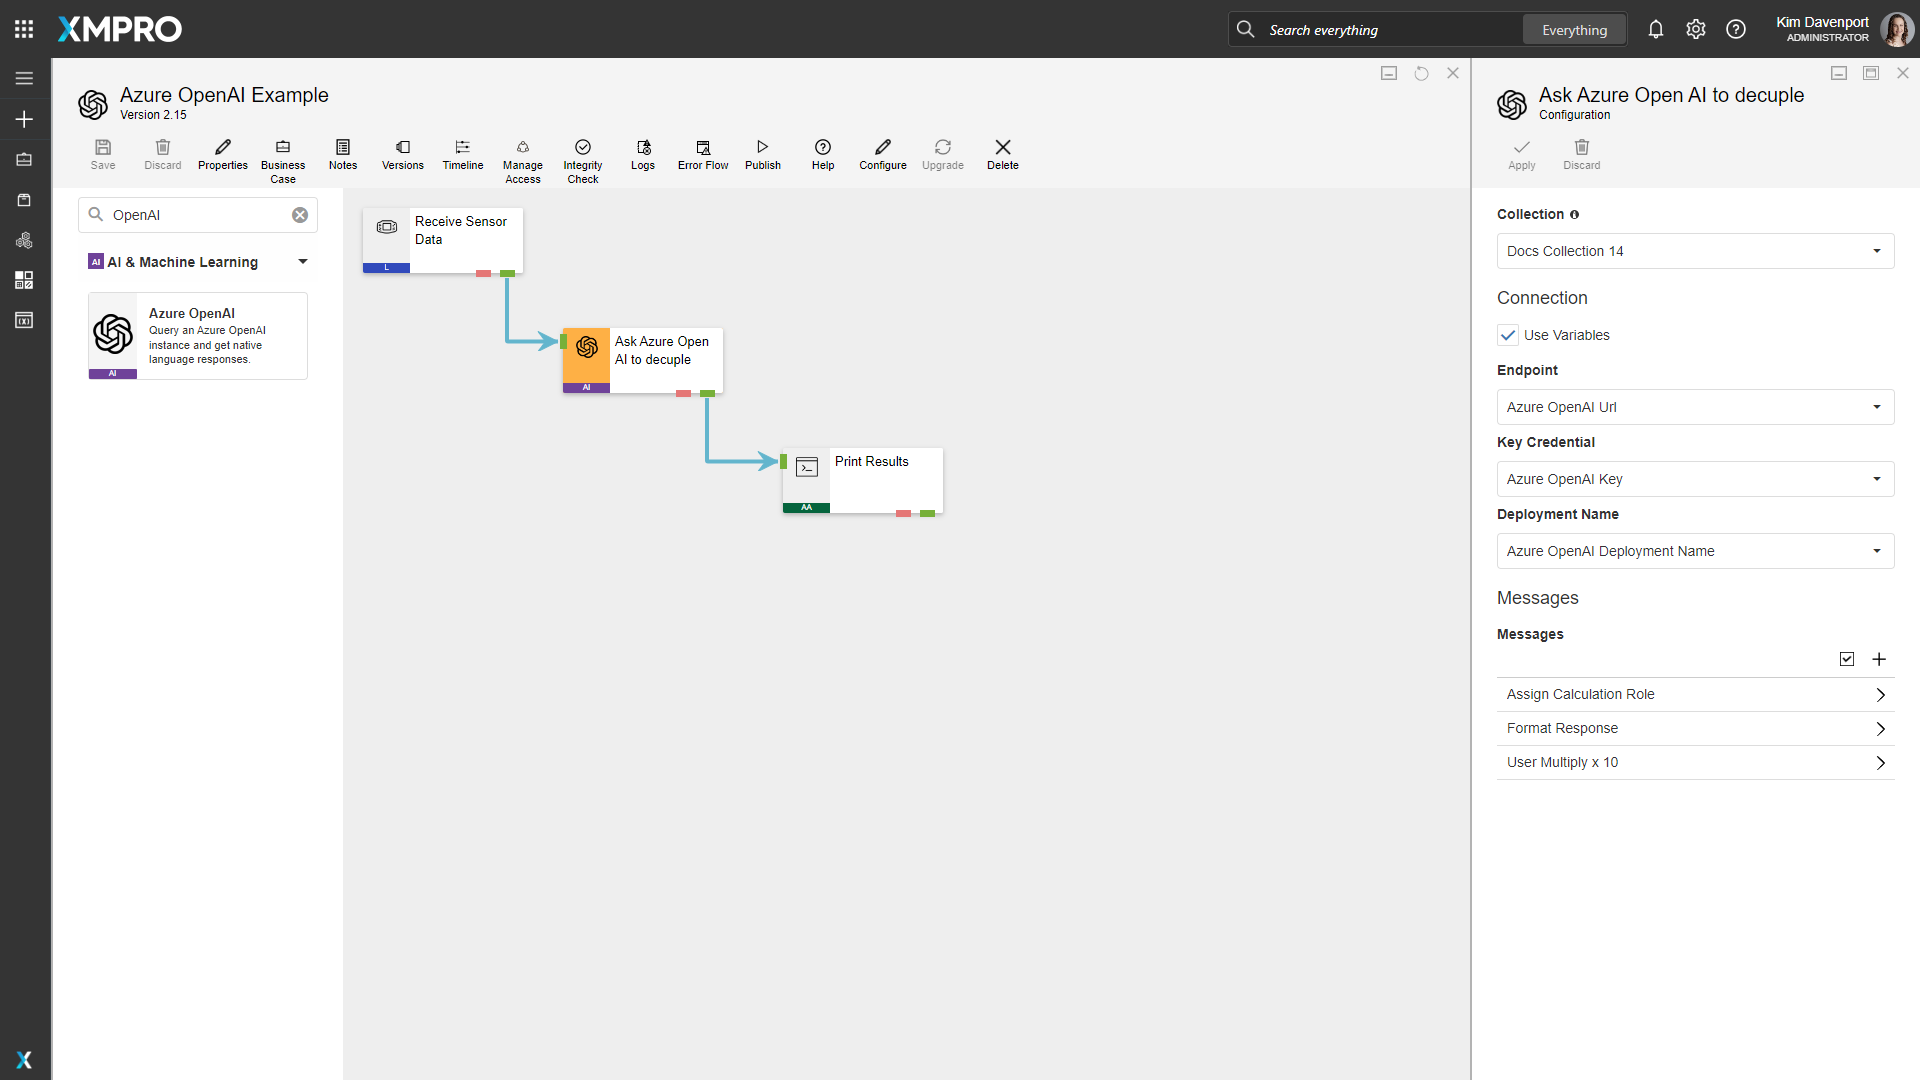 XMPRO
Search everything
Everything
Kim Davenport
ADMINISTRATOR
Azure OpenAI Example
Version 2.15
Save
Discard
Properties
Business
Case
Notes
Versions
Timeline
Manage
Access
Integrity
Check
Logs
Error Flow
Publish
Help
Configure
Upgrade
Delete
OpenAI
AI
AI & Machine Learning
Azure OpenAI
Query an Azure OpenAI
instance and get native
language responses.
AI
Receive Sensor
Data
L
Ask Azure Open
AI to decuple
AI
Print Results
AA
Ask Azure Open AI to decuple
Configuration
Apply
Discard
Collection
Docs Collection 14
Connection
Use Variables
Endpoint
Azure OpenAI Url
Key Credential
Azure OpenAI Key
Deployment Name
Azure OpenAI Deployment Name
Messages
Messages
Assign Calculation Role
Format Response
User Multiply x 10